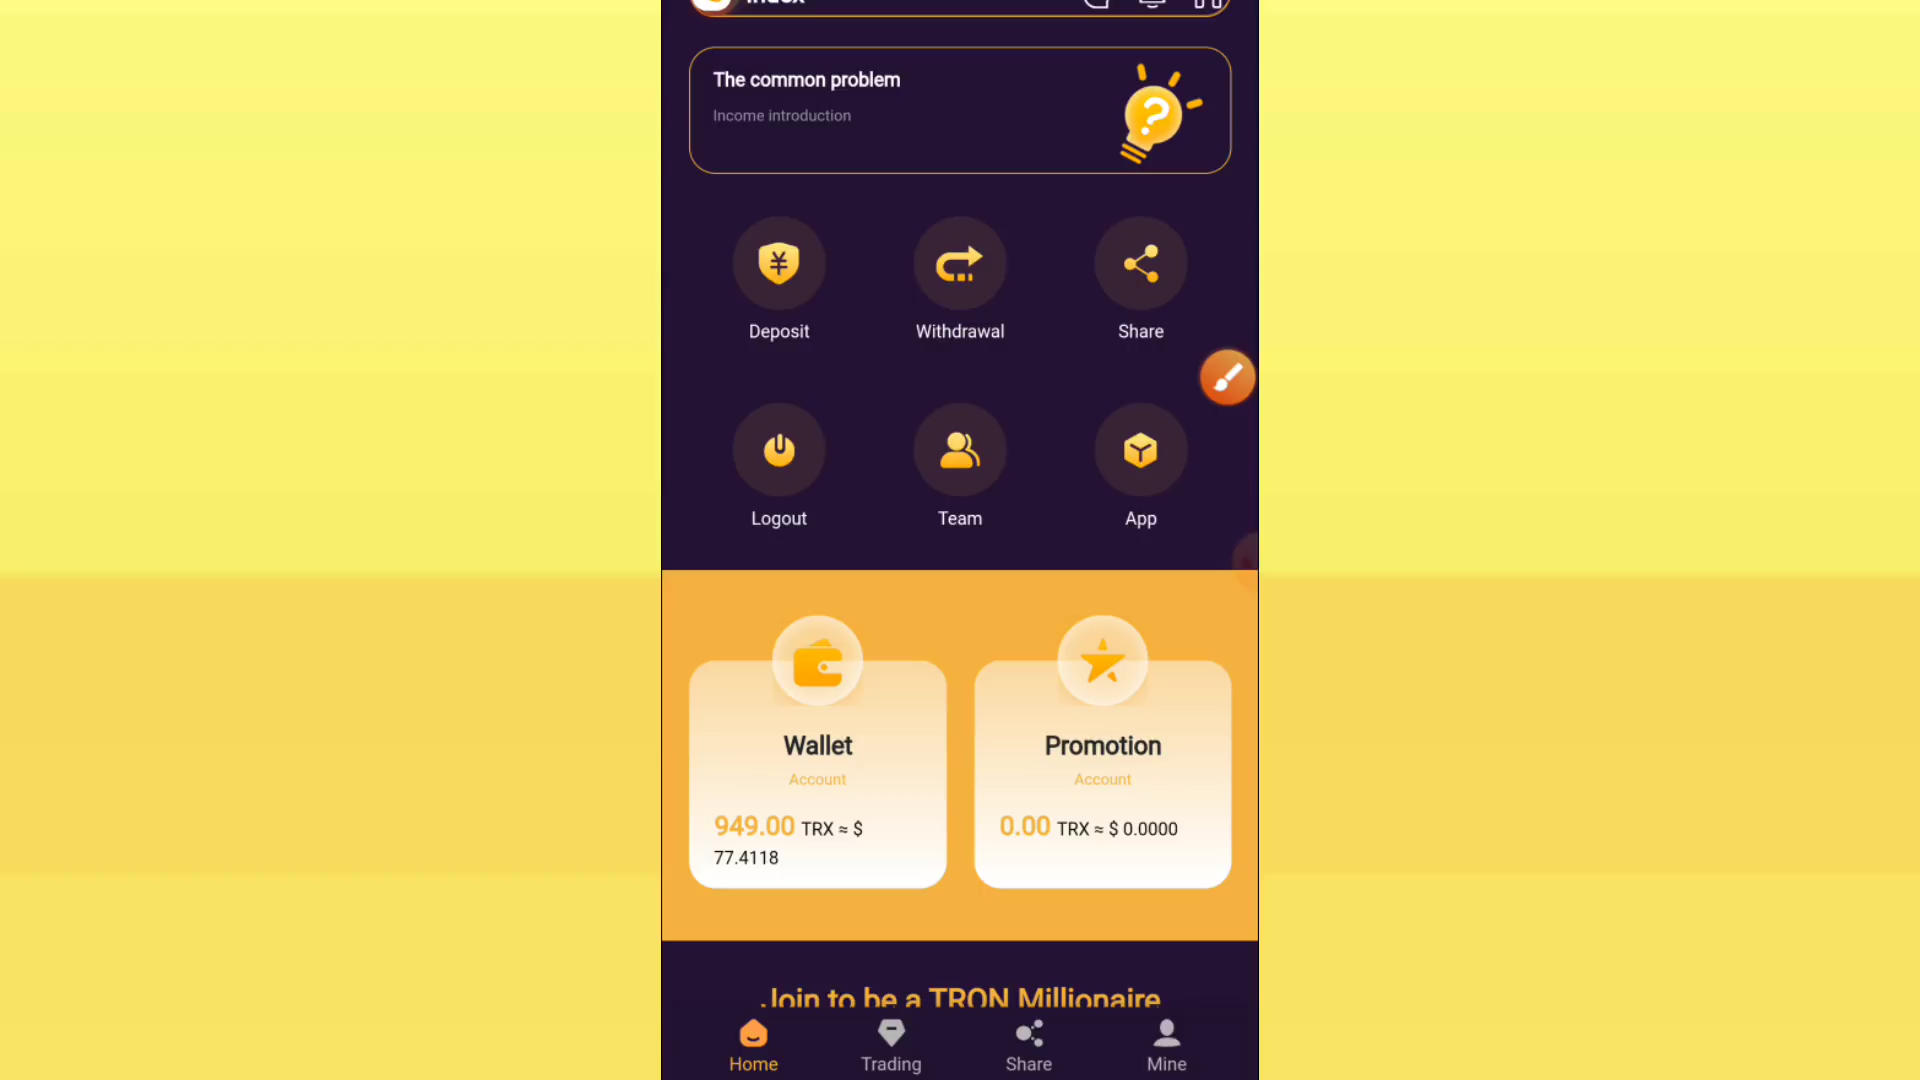 Index
The common problem
Income introduction
Deposit
Withdrawal
Share
Logout
Team
App
Wallet
Account
949.00 TRX ≈ $
77.4118
Promotion
Account
0.00 TRX ≈ $ 0.0000
Join to be a TRON Millionaire
Home
Trading
Share
Mine